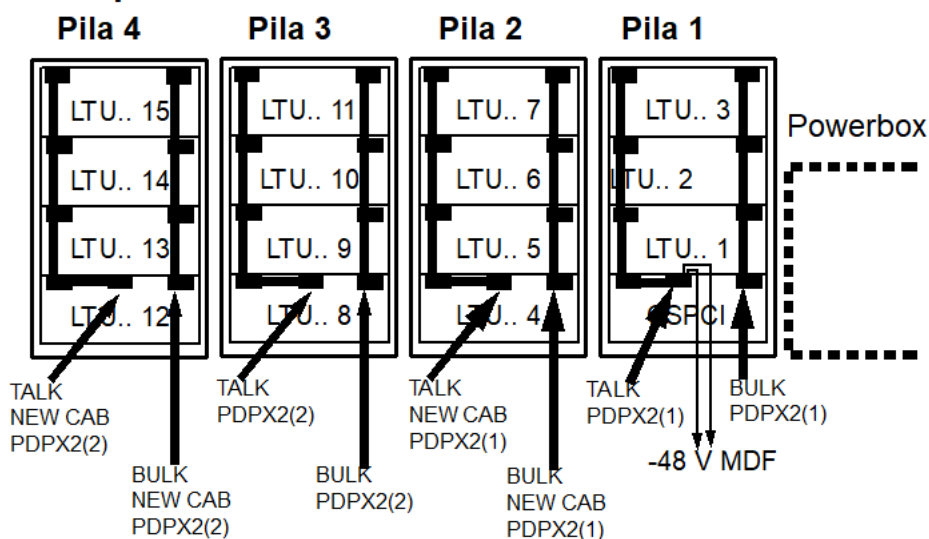 Pila 4
Pila 3
Pila 2
Pila 1
LTU.. 15
LTU.. 11
LTU.. 7
LTU.. 3
Powerbox
LTU.. 14
LTU.. 10
LTU.. 6
LTU.. 2
LTU.. 13
LTU.. 9
LTU.. 5
LTU.. 1
LTU.. 12
LTU.. 8
LTU.. 4
CSPCI
TALK
NEW CAB
PDPX2(2)
TALK
PDPX2(2)
TALK
NEW CAB
PDPX2(1)
TALK
PDPX2(1)
BULK
PDPX2(1)
-48 V MDF
BULK
NEW CAB
PDPX2(2)
BULK
PDPX2(2)
BULK
NEW CAB
PDPX2(1)